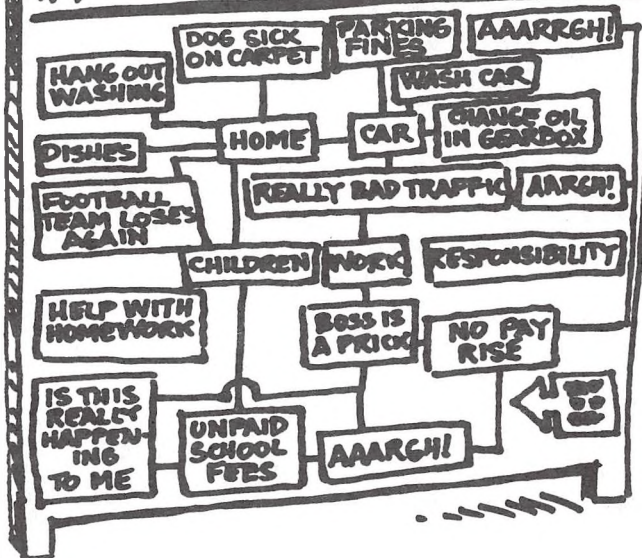 DOG SICK
ON CARPET
PARKING
FINES
AAARRGH!
HANG OUT
WASHING
WASH CAR
HOME
CAR
CHANGE OIL
IN GEARBOX
DISHES
REALLY BAD TRAFFIC
AARGH!
FOOTBALL
TEAM LOSES
AGAIN
CHILDREN
WORK
RESPONSIBILITY
HELP WITH
HOMEWORK
BOSS IS
A PRICK
NO PAY
RISE
IS THIS
REALLY
HAPPEN-
ING
TO ME
UNPAID
SCHOOL
FEES
AAARGH!